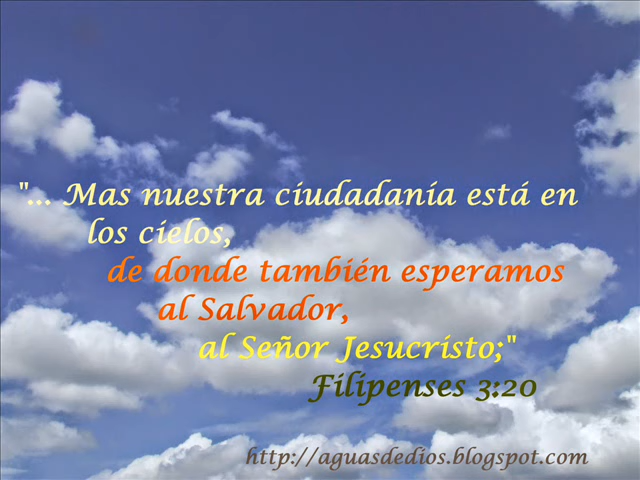 "... Mas nuestra ciudadanía está en
los cielos,
de donde también esperamos
al Salvador,
al Señor Jesucristo;"
Filipenses 3:20
http://aguasdedios.blogspot.com